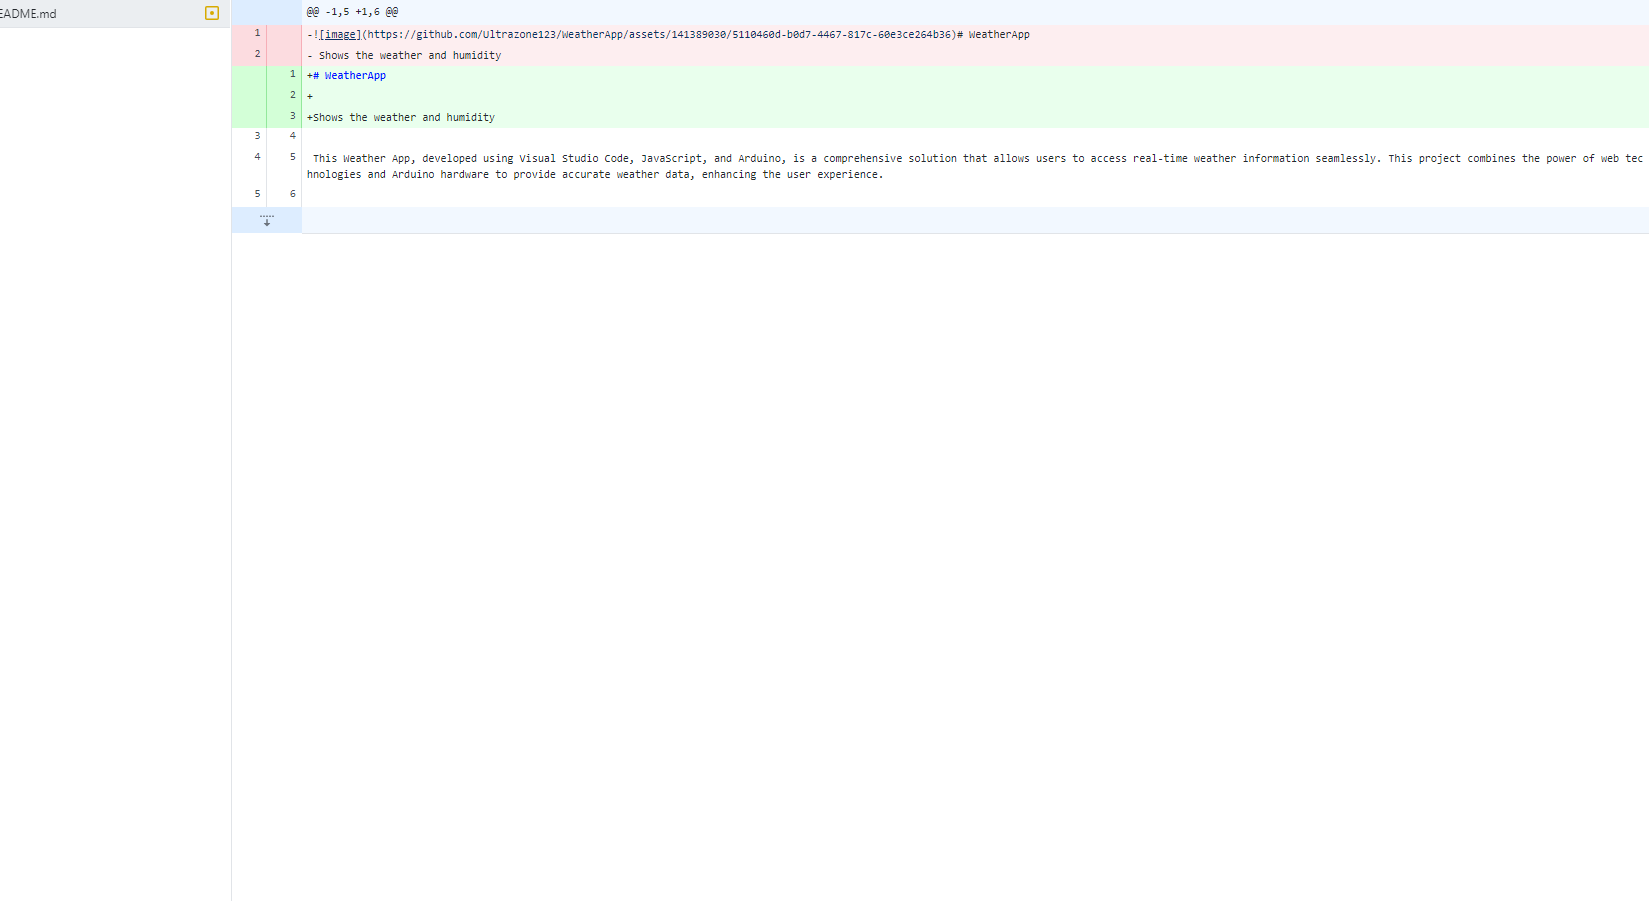 EADME.md
@@ -1,5 +1,6 @@
1 -![image](https://github.com/Ultrazone123/WeatherApp/assets/141389030/5110460d-b0d7-4467-817c-60e3ce264b36)# WeatherApp
2 - Shows the weather and humidity
1 +# WeatherApp
2 +
3 +Shows the weather and humidity
3 4
4 5 This Weather App, developed using Visual Studio Code, JavaScript, and Arduino, is a comprehensive solution that allows users to access real-time weather information seamlessly. This project combines the power of web tec
hnologies and Arduino hardware to provide accurate weather data, enhancing the user experience.
5 6